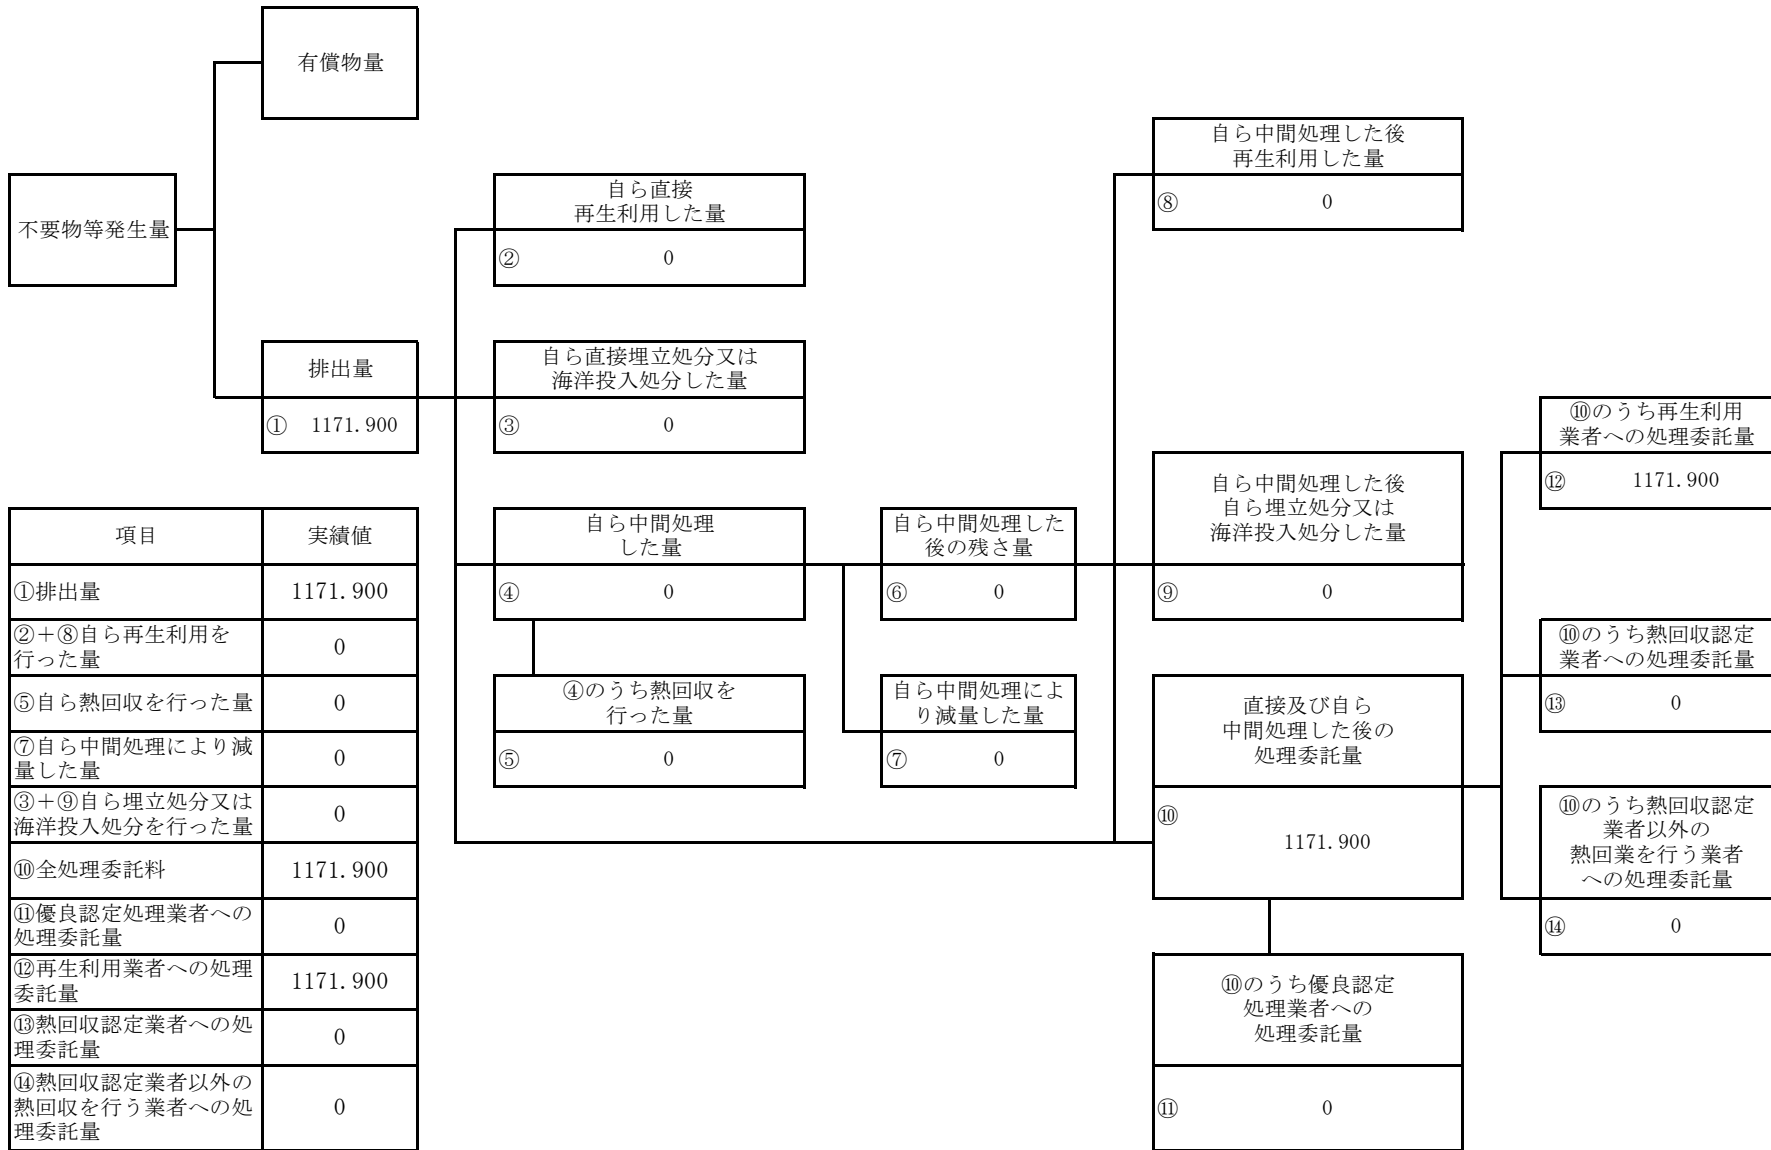 有償物量
不要物等発生量
排出量
① 1171.900
自ら直接
再生利用した量
② 0
自ら直接埋立処分又は
海洋投入処分した量
③ 0
自ら中間処理
した量
④ 0
④のうち熱回収を
行った量
⑤ 0
自ら中間処理した
後の残さ量
⑥ 0
自ら中間処理によ
り減量した量
⑦ 0
自ら中間処理した後
再生利用した量
⑧ 0
自ら中間処理した後
自ら埋立処分又は
海洋投入処分した量
⑨ 0
直接及び自ら
中間処理した後の
処理委託量
⑩
1171.900
⑩のうち優良認定
処理業者への
処理委託量
⑪ 0
⑩のうち再生利用
業者への処理委託量
⑫ 1171.900
⑩のうち熱回収認定
業者への処理委託量
⑬ 0
⑩のうち熱回収認定
業者以外の
熱回業を行う業者
への処理委託量
⑭ 0
項目 実績値
①排出量 1171.900
②＋⑧自ら再生利用を
行った量 0
⑤自ら熱回収を行った量 0
⑦自ら中間処理により減
量した量 0
③＋⑨自ら埋立処分又は
海洋投入処分を行った量 0
⑩全処理委託料 1171.900
⑪優良認定処理業者への
処理委託量 0
⑫再生利用業者への処理
委託量 1171.900
⑬熱回収認定業者への処
理委託量 0
⑭熱回収認定業者以外の
熱回収を行う業者への処
理委託量 0